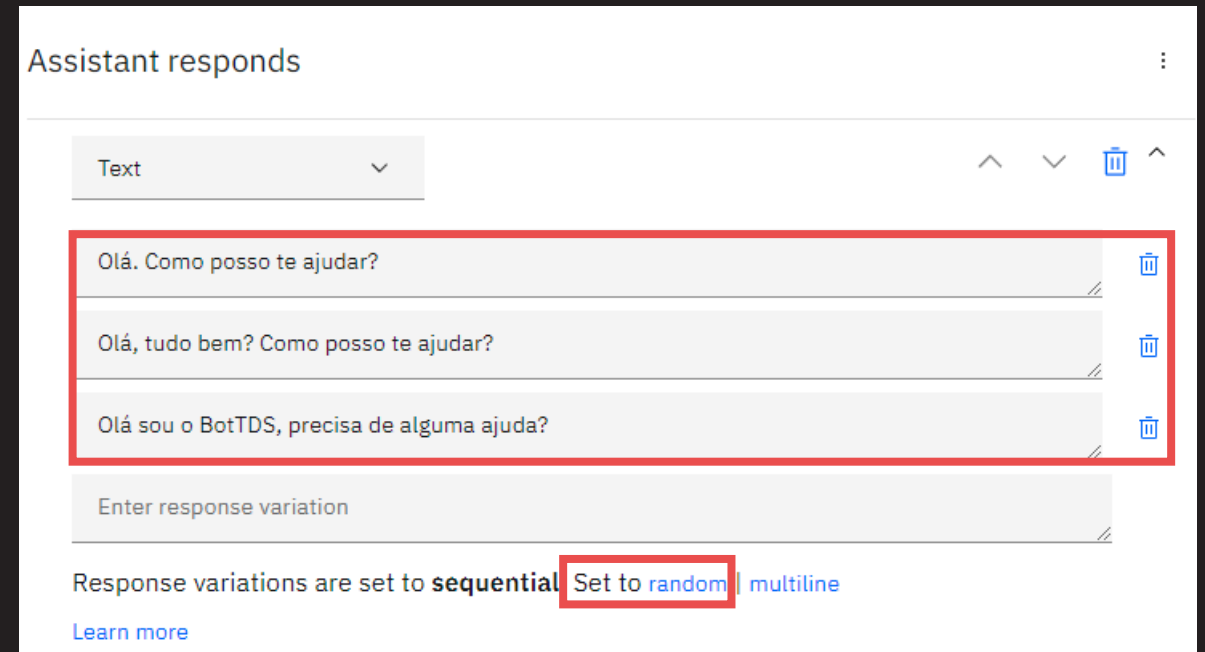 Assistant responds
Text
Olá. Como posso te ajudar?
Olá, tudo bem? Como posso te ajudar?
Olá sou o BotTDS, precisa de alguma ajuda?
Enter response variation
Response variations are set to sequential Set to random | multiline
Learn more